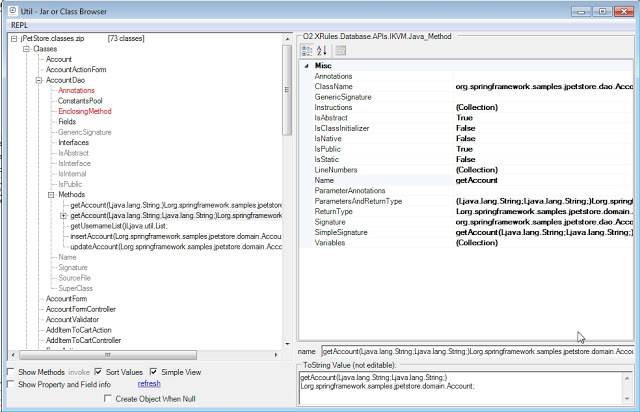 Util - Jar or Class Browser
REPL
jPetStore.classes.zip [73 classes]
Classes
Account
AccountActionForm
AccountDao
Annotations
ConstantsPool
EnclosingMethod
Fields
GenericSignature
Interfaces
IsAbstract
IsInterface
IsInternal
IsPublic
Methods
getAccount(Ljava.lang.String;)Lorg.springframework.samples.jpetstore
getAccount(Ljava.lang.String;Ljava.lang.String;)Lorg.springframework
getUsernameList()Ljava.util.List;
insertAccount(Lorg.springframework.samples.jpetstore.domain.Accou
updateAccount(Lorg.springframework.samples.jpetstore.domain.Acco
Name
Signature
SourceFile
SuperClass
AccountForm
AccountFormController
AccountValidator
AddItemToCartAction
AddItemToCartController
Show Methods invoke Sort Values Simple View
Show Property and Field info refresh
Create Object When Null
O2.XRules.Database.APIs.IKVM.Java_Method
Misc
Annotations
ClassName org.springframework.samples.jpetstore.dao.Acco
GenericSignature
Instructions (Collection)
IsAbstract True
IsClassInitializer False
IsNative False
IsPublic True
IsStatic False
LineNumbers (Collection)
Name getAccount
ParameterAnnotations
ParametersAndReturnType (Ljava.lang.String;Ljava.lang.String;)Lorg.spring
ReturnType Lorg.springframework.samples.jpetstore.domain.
Signature org.springframework.samples.jpetstore.dao.Acco
SimpleSignature getAccount(Ljava.lang.String;Ljava.lang.String;)
Variables (Collection)
name getAccount(Ljava.lang.String;Ljava.lang.String;)Lorg.springframework.samples.jpetstore.domain.Accou
ToString Value (not editable):
getAccount(Ljava.lang.String;Ljava.lang.String;)
Lorg.springframework.samples.jpetstore.domain.Account;